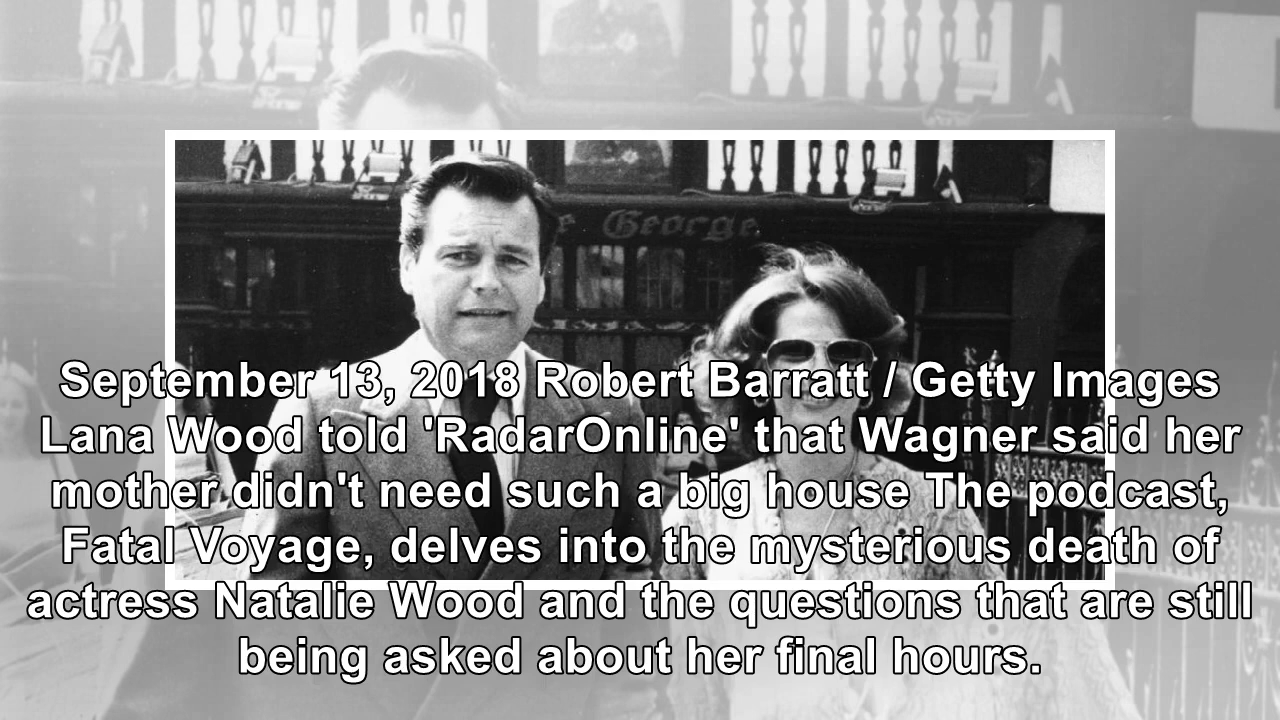 e George
September 13, 2018 Robert Barratt / Getty Images
Lana Wood told 'RadarOnline' that Wagner said her
mother didn't need such a big house The podcast,
Fatal Voyage, delves into the mysterious death of
actress Natalie Wood and the questions that are still
being asked about her final hours.